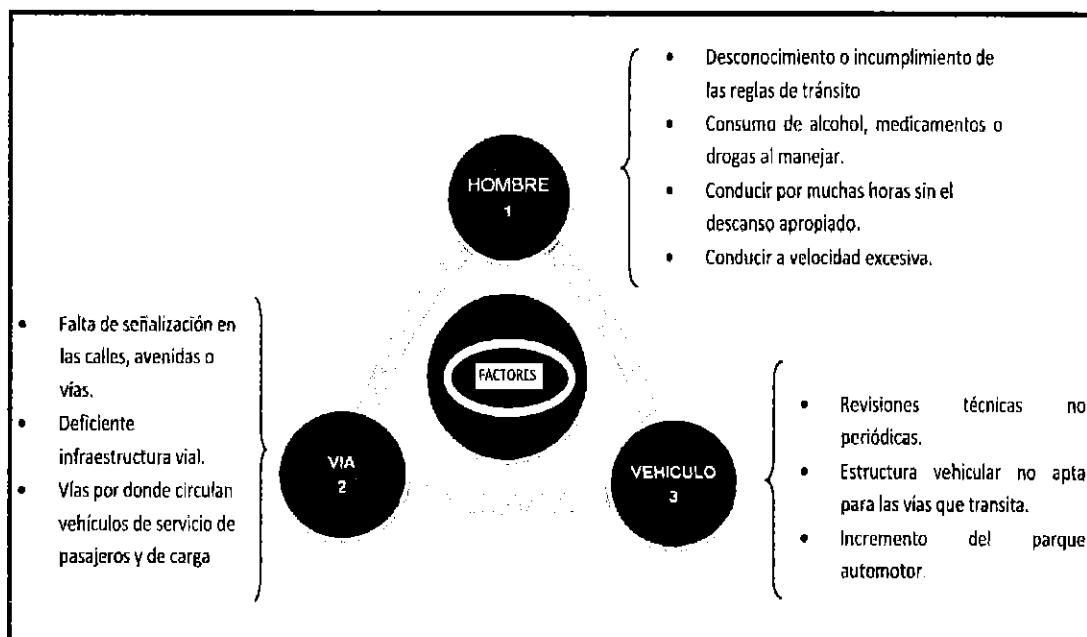 • Desconocimiento o incumplimiento de
las reglas de tránsito
• Consumo de alcohol, medicamentos o
drogas al manejar.
• Conducir por muchas horas sin el
descanso apropiado.
• Conducir a velocidad excesiva.
HOMBRE
1
FACTORES
• Falta de señalización en
las calles, avenidas o
vías.
• Deficiente
infraestructura vial.
• Vías por donde circulan
vehículos de servicio de
pasajeros y de carga
VIA
2
VEHICULO
3
• Revisiones técnicas no
periódicas.
• Estructura vehicular no apta
para las vías que transita.
• Incremento del parque
automotor.